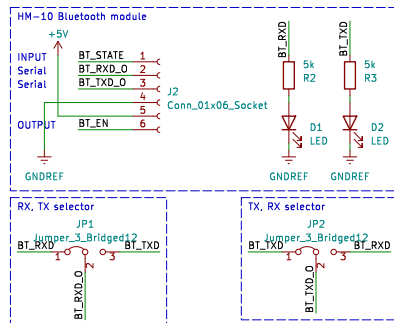 HM-10 Bluetooth module
+5V
INPUT BT_STATE 1
Serial BT_RXD_O 2
Serial BT_TXD_O 3
4
5
OUTPUT BT_EN 6
J2
Conn_01x06_Socket
GNDREF
BT_RXD
5k
R2
D1
LED
GNDREF
BT_TXD
5k
R3
D2
LED
GNDREF
RX, TX selector
JP1
Jumper_3_Bridged12
BT_RXD 1 2 3 BT_TXD
BT_RXD_O
TX, RX selector
JP2
Jumper_3_Bridged12
BT_TXD 1 2 3 BT_RXD
BT_TXD_O